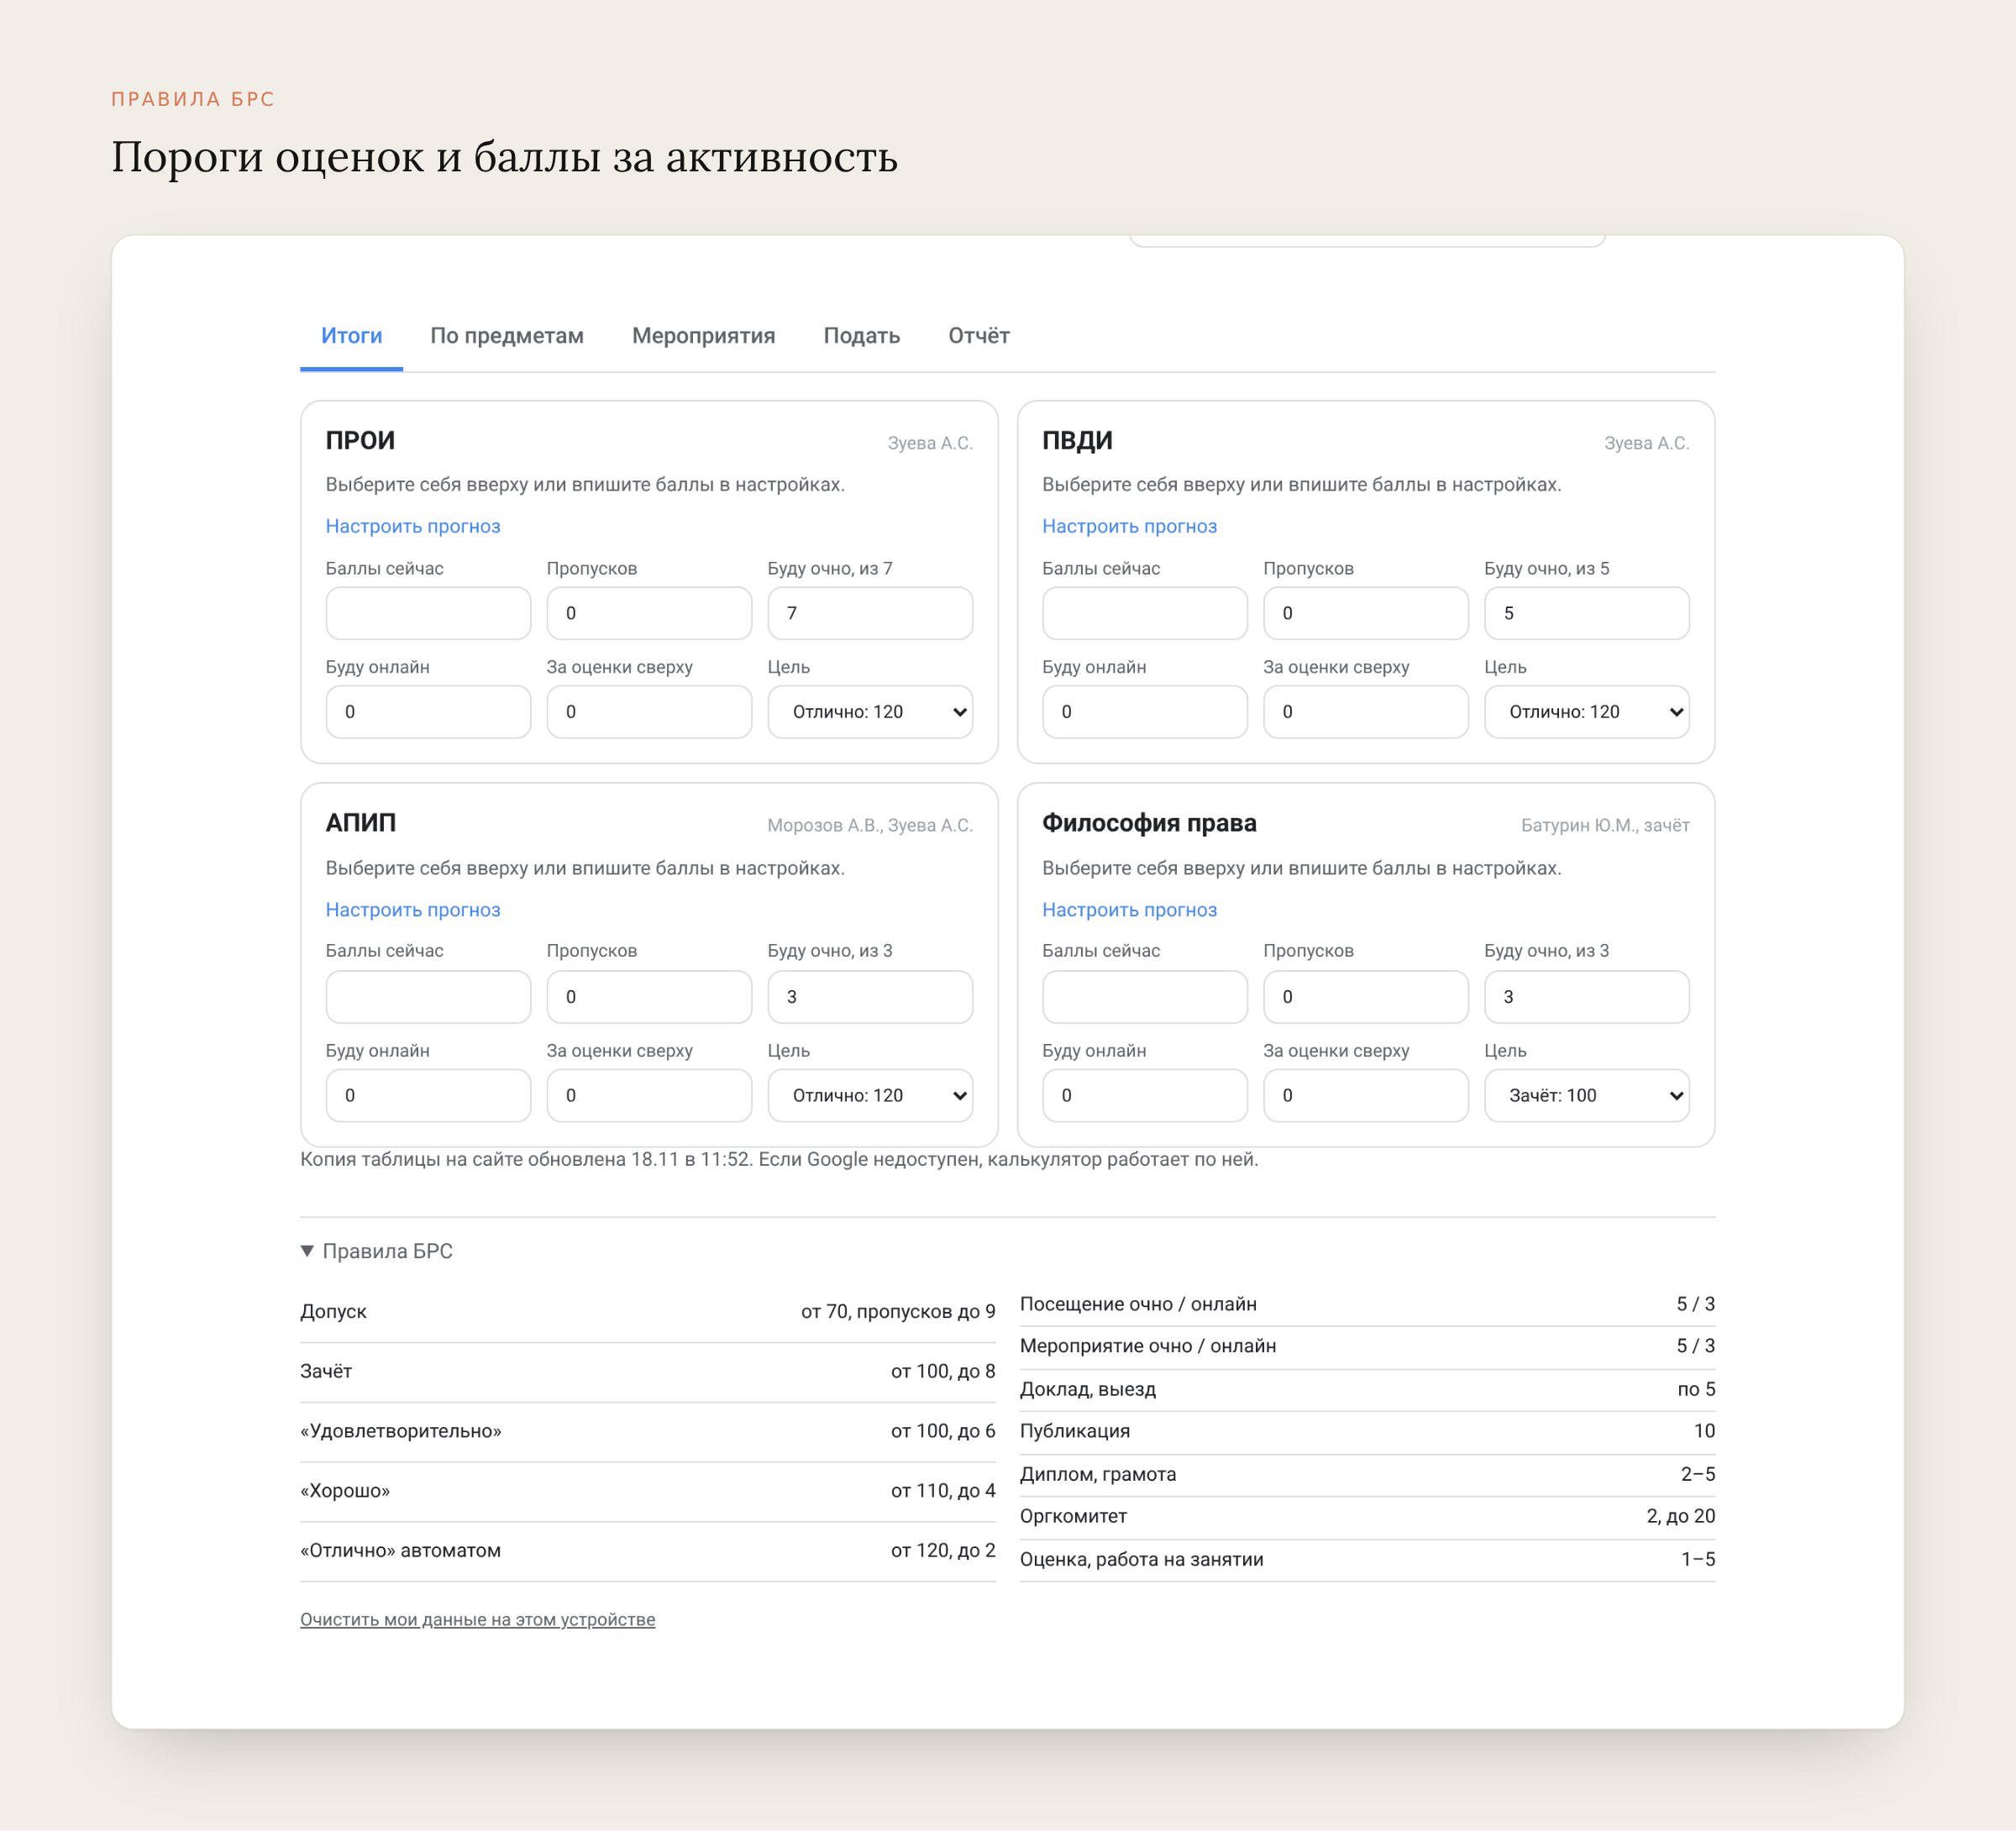 ПРАВИЛА БРС
Пороги оценок и баллы за активность
Итоги По предметам Мероприятия Подать Отчёт
ПРОИ Зуева А.С.
Выберите себя вверху или впишите баллы в настройках.
Настроить прогноз
Баллы сейчас Пропусков Буду очно, из 7
0 7
Буду онлайн За оценки сверху Цель
0 0 Отлично: 120
ПВДИ Зуева А.С.
Выберите себя вверху или впишите баллы в настройках.
Настроить прогноз
Баллы сейчас Пропусков Буду очно, из 5
0 5
Буду онлайн За оценки сверху Цель
0 0 Отлично: 120
АПИП Морозов А.В., Зуева А.С.
Выберите себя вверху или впишите баллы в настройках.
Настроить прогноз
Баллы сейчас Пропусков Буду очно, из 3
0 3
Буду онлайн За оценки сверху Цель
0 0 Отлично: 120
Философия права Батурин Ю.М., зачёт
Выберите себя вверху или впишите баллы в настройках.
Настроить прогноз
Баллы сейчас Пропусков Буду очно, из 3
0 3
Буду онлайн За оценки сверху Цель
0 0 Зачёт: 100
Копия таблицы на сайте обновлена 18.11 в 11:52. Если Google недоступен, калькулятор работает по ней.
Правила БРС
Допуск от 70, пропусков до 9
Зачёт от 100, до 8
«Удовлетворительно» от 100, до 6
«Хорошо» от 110, до 4
«Отлично» автоматом от 120, до 2
Посещение очно / онлайн 5 / 3
Мероприятие очно / онлайн 5 / 3
Доклад, выезд по 5
Публикация 10
Диплом, грамота 2–5
Оргкомитет 2, до 20
Оценка, работа на занятии 1–5
Очистить мои данные на этом устройстве